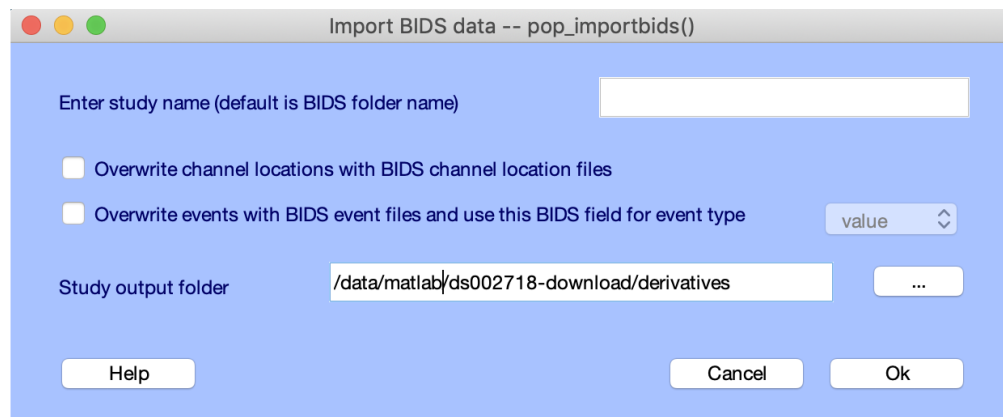 Import BIDS data -- pop_importbids()
Enter study name (default is BIDS folder name)
Overwrite channel locations with BIDS channel location files
Overwrite events with BIDS event files and use this BIDS field for event type value
Study output folder /data/matlab/ds002718-download/derivatives ...
Help Cancel Ok